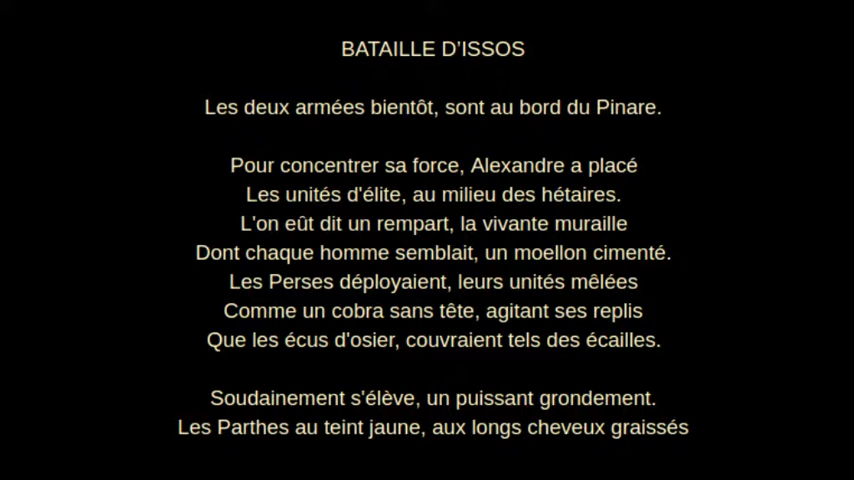 BATAILLE D’ISSOS
Les deux armées bientôt, sont au bord du Pinare.
Pour concentrer sa force, Alexandre a placé
Les unités d'élite, au milieu des hétaires.
L'on eût dit un rempart, la vivante muraille
Dont chaque homme semblait, un moellon cimenté.
Les Perses déployaient, leurs unités mêlées
Comme un cobra sans tête, agitant ses replis
Que les écus d'osier, couvraient tels des écailles.
Soudainement s'élève, un puissant grondement.
Les Parthes au teint jaune, aux longs cheveux graissés